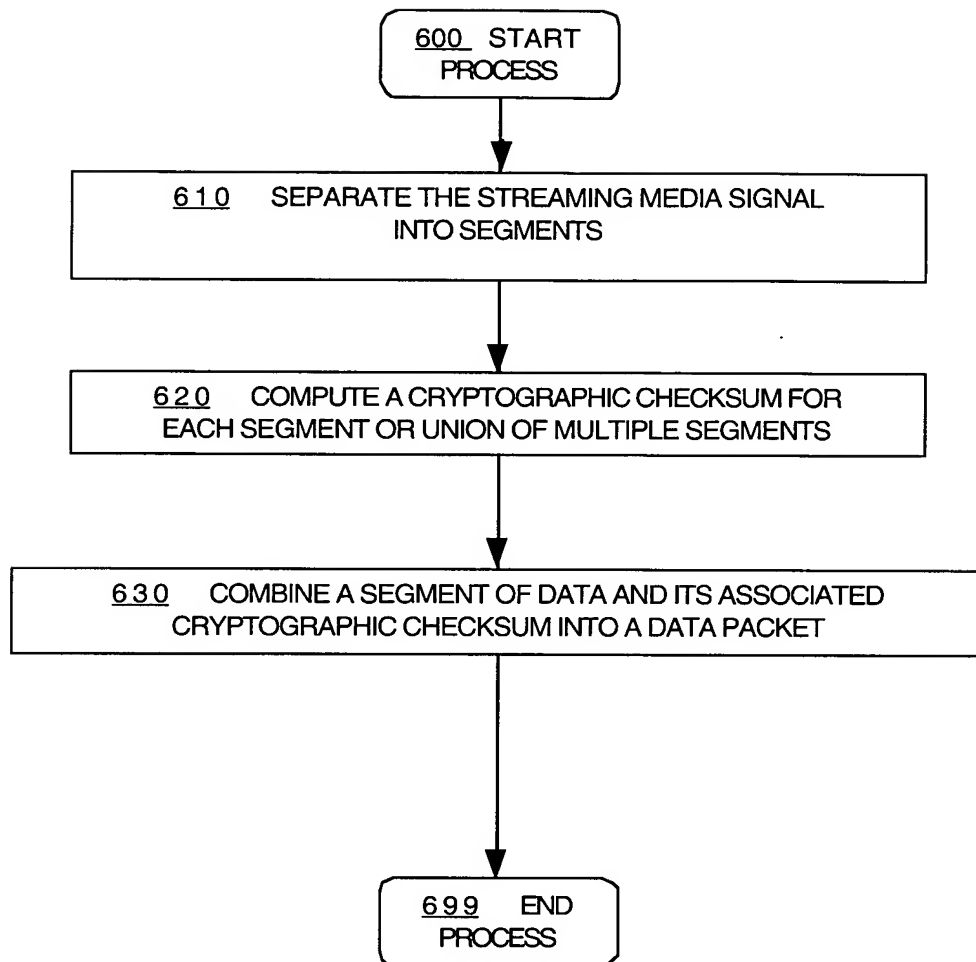 600 START
PROCESS
610 SEPARATE THE STREAMING MEDIA SIGNAL
INTO SEGMENTS
620 COMPUTE A CRYPTOGRAPHIC CHECKSUM FOR
EACH SEGMENT OR UNION OF MULTIPLE SEGMENTS
630 COMBINE A SEGMENT OF DATA AND ITS ASSOCIATED
CRYPTOGRAPHIC CHECKSUM INTO A DATA PACKET
699 END
PROCESS